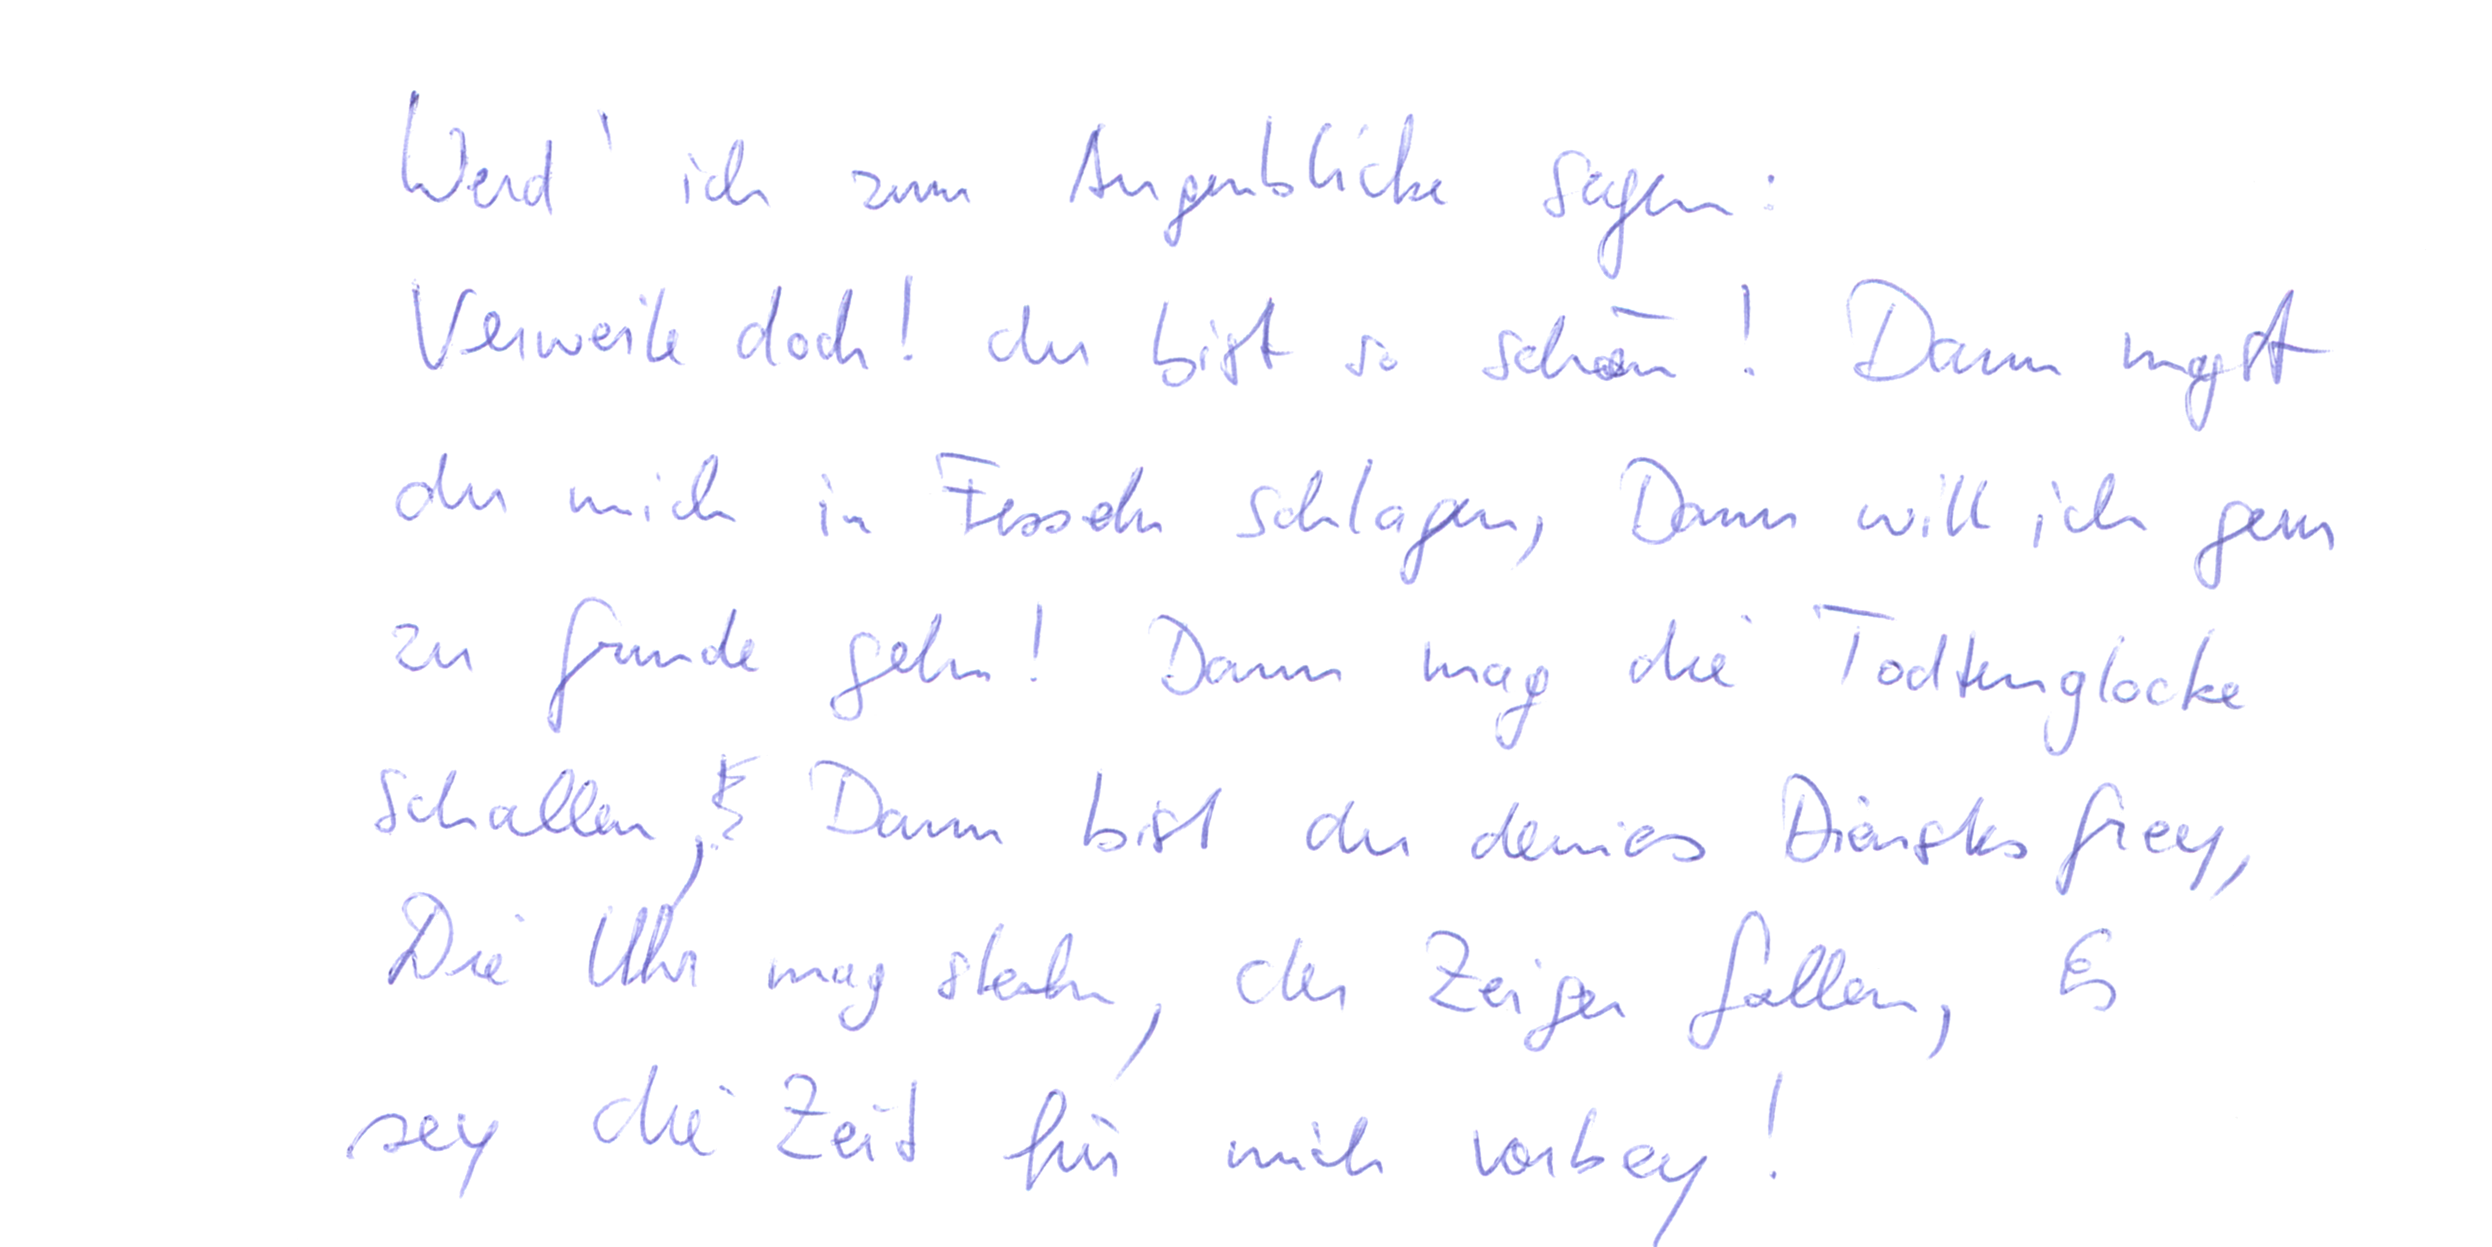 Werd' ich zum Augenblicke sagen:
Verweile doch! du bist so schön! Dann magst
du mich in Fesseln schlagen, Dann will ich gern
zu grunde gehn! Dann mag die Todtenglocke
schallen, Dann bist du deines Dienstes frey,
Die Uhr mag stehn, der Zeiger fallen, Es
sey die Zeit für mich vorbey!